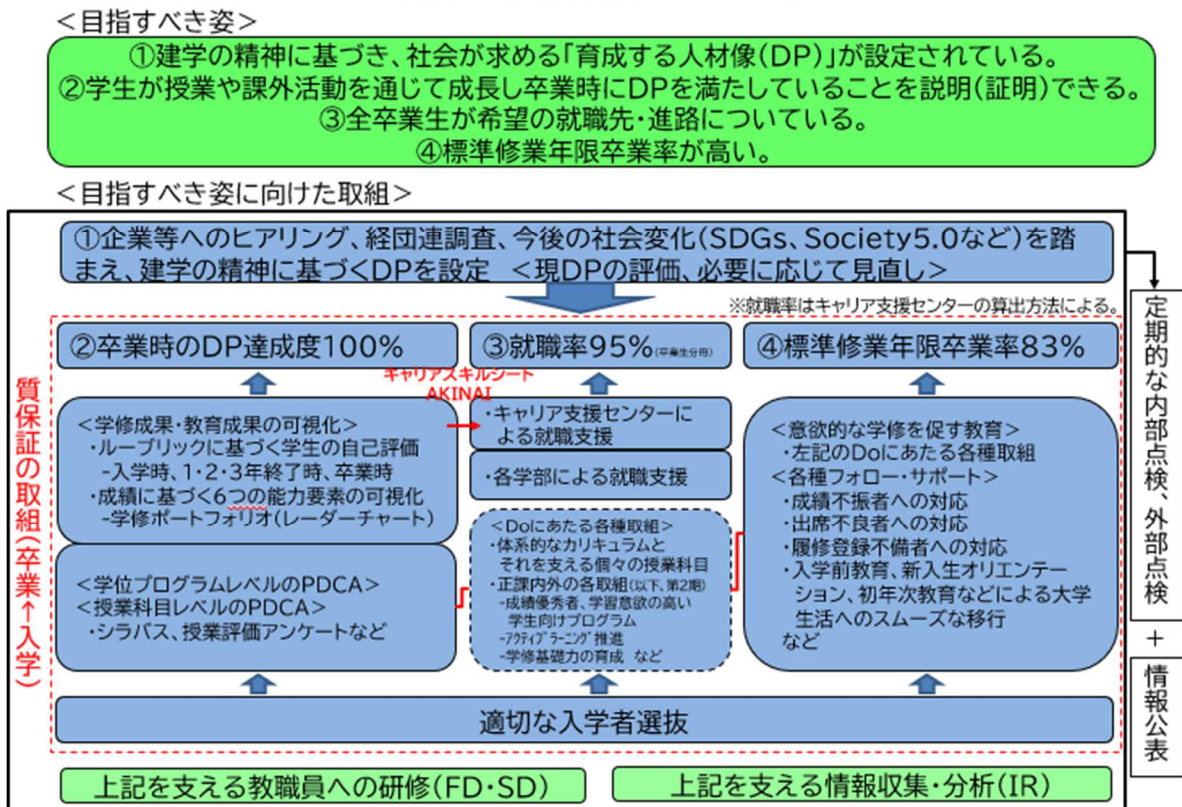 ＜目指すべき姿＞
①建学の精神に基づき、社会が求める「育成する人材像(DP)」が設定されている。
②学生が授業や課外活動を通じて成長し卒業時にDPを満たしていることを説明(証明)できる。
③全卒業生が希望の就職先・進路についている。
④標準修業年限卒業率が高い。
＜目指すべき姿に向けた取組＞
①企業等へのヒアリング、経団連調査、今後の社会変化(SDGs、Society5.0など)を踏
まえ、建学の精神に基づくDPを設定　＜現DPの評価、必要に応じて見直し＞
※就職率はキャリア支援センターの算出方法による。
質保証の取組(卒業↑入学)
②卒業時のDP達成度100%
＜学修成果・教育成果の可視化＞
・ルーブリックに基づく学生の自己評価
-入学時、1・2・3年終了時、卒業時
・成績に基づく6つの能力要素の可視化
-学修ポートフォリオ(レーダーチャート)
＜学位プログラムレベルのPDCA＞
＜授業科目レベルのPDCA＞
・シラバス、授業評価アンケートなど
キャリアスキルシート
AKINAI
③就職率95%(卒業生分母)
・キャリア支援センターに
よる就職支援
・各学部による就職支援
＜Doにあたる各種取組＞
・体系的なカリキュラムと
それを支える個々の授業科目
・正課内外の各取組(以下、第2期)
-成績優秀者、学習意欲の高い
学生向けプログラム
-ｱｸﾃｨﾌﾞﾗｰﾆﾝｸﾞ推進
-学修基礎力の育成　など
④標準修業年限卒業率83%
＜意欲的な学修を促す教育＞
・左記のDoにあたる各種取組
＜各種フォロー・サポート＞
・成績不振者への対応
・出席不良者への対応
・履修登録不備者への対応
・入学前教育、新入生オリエンテー
ション、初年次教育などによる大学
生活へのスムーズな移行
など
適切な入学者選抜
定期的な内部点検、外部点検
＋
情報公表
上記を支える教職員への研修(FD・SD)
上記を支える情報収集・分析(IR)